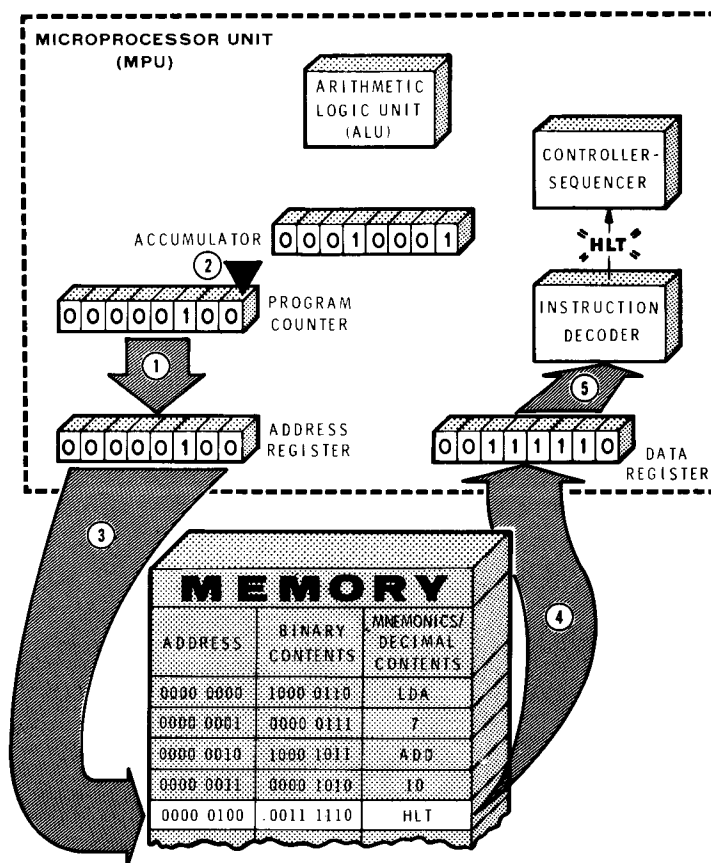 MICROPROCESSOR UNIT
(MPU)
ARITHMETIC
LOGIC UNIT
(ALU)
CONTROLLER-
SEQUENCER
ACCUMULATOR
0 0 0 1 0 0 0 1
HLT
2
0 0 0 0 0 1 0 0
PROGRAM
COUNTER
INSTRUCTION
DECODER
1
5
0 0 0 0 0 1 0 0
ADDRESS
REGISTER
0 0 1 1 1 1 1 0
DATA
REGISTER
3
4
MEMORY
ADDRESS BINARY CONTENTS MNEMONICS/ DECIMAL CONTENTS
0000 0000 1000 0110 LDA
0000 0001 0000 0111 7
0000 0010 1000 1011 ADD
0000 0011 0000 1010 10
0000 0100 .0011 1110 HLT